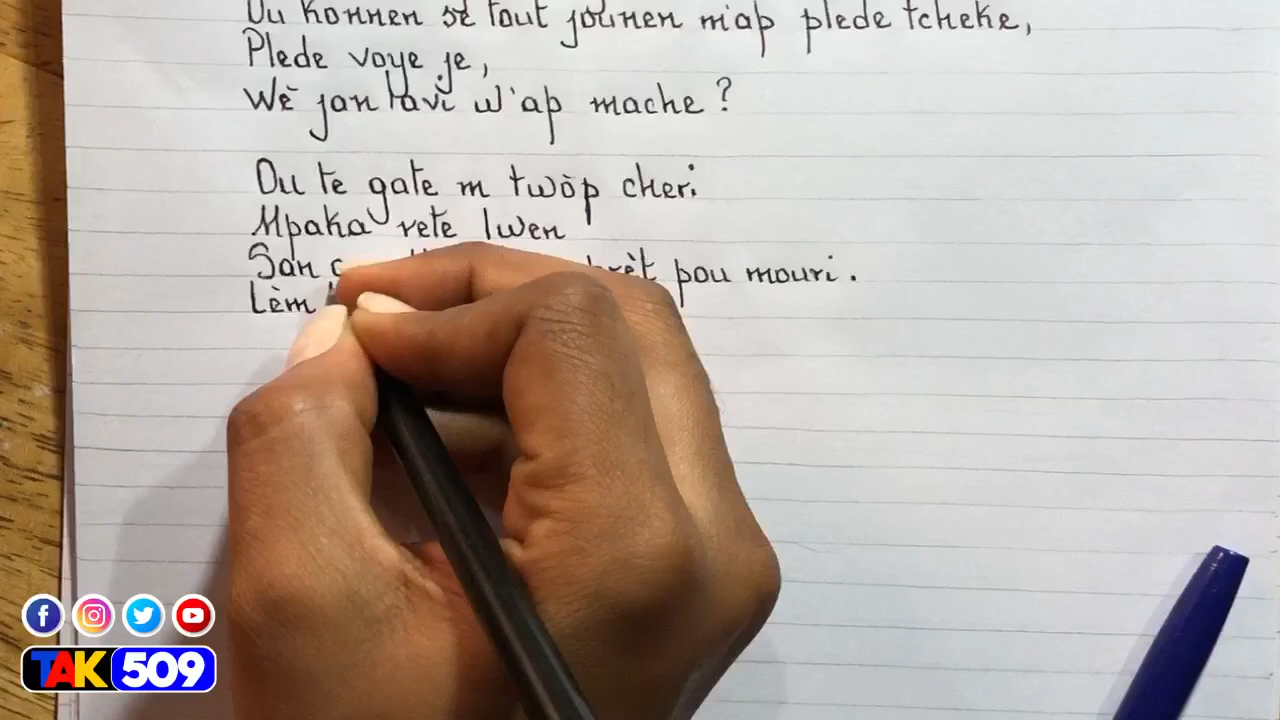 Ou konnen se tout jounen m'ap plede tcheke,
Plede voye je,
Wè jan lavi w'ap mache?
Ou te gate m twòp cheri
Mpaka rete lwen
San pou mouri.
Lèm
TAK 509